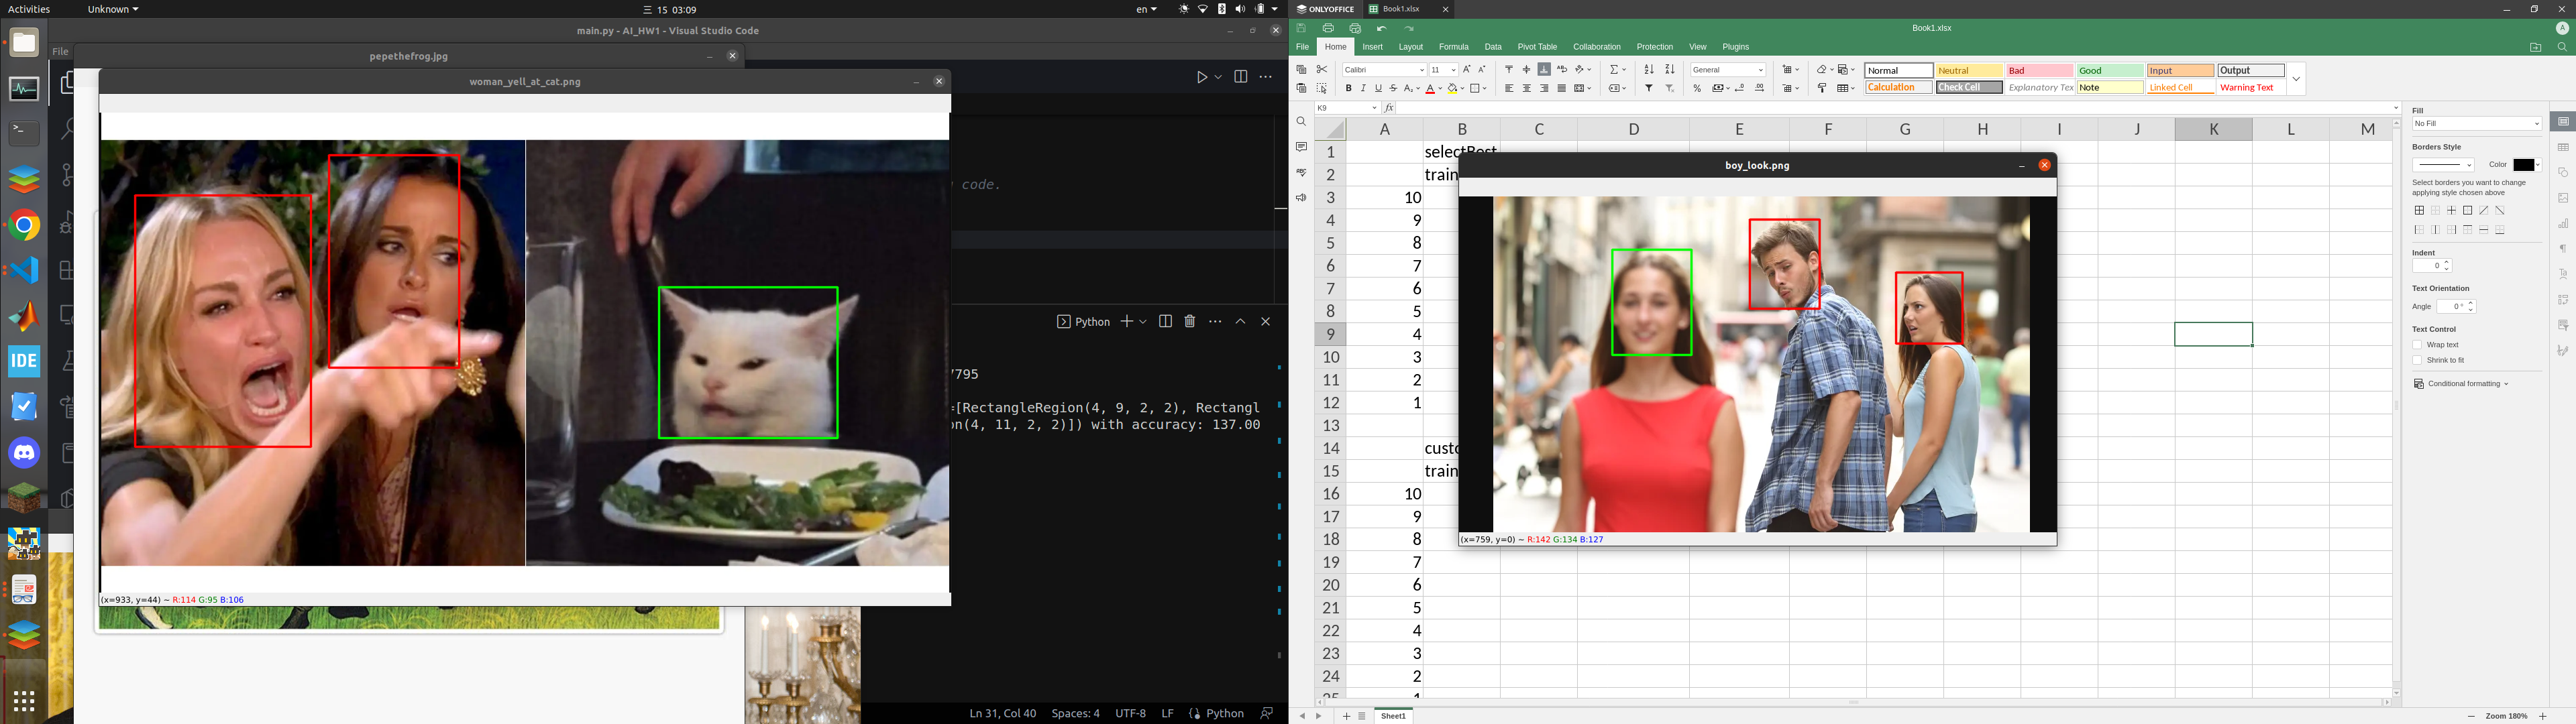 Activities
Unknown
三 15 03:09
en
main.py - AI_HW1 - Visual Studio Code
File
pepethefrog.jpg
woman_yell_at_cat.png
code.
Python
7795
=[RectangleRegion(4, 9, 2, 2), Rectangl
on(4, 11, 2, 2)]) with accuracy: 137.00
IDE
(x=933, y=44) ~ R:114 G:95 B:106
Ln 31, Col 40
Spaces: 4
UTF-8
LF
Python
ONLYOFFICE
Book1.xlsx
Book1.xlsx
A
File
Home
Insert
Layout
Formula
Data
Pivot Table
Collaboration
Protection
View
Plugins
Calibri
11
General
Normal
Neutral
Bad
Good
Input
Output
Calculation
Check Cell
Explanatory Tex
Note
Linked Cell
Warning Text
K9
fx
A B C D E F G H I J K L M
1 selectBest
2 train
3 10
4 9
5 8
6 7
7 6
8 5
9 4
10 3
11 2
12 1
13
14 custo
15 train
16 10
17 9
18 8
19 7
20 6
21 5
22 4
23 3
24 2
25 1
boy_look.png
(x=759, y=0) ~ R:142 G:134 B:127
Fill
No Fill
Borders Style
Color
Select borders you want to change
applying style chosen above
Indent
0
Text Orientation
Angle
0 °
Text Control
Wrap text
Shrink to fit
Conditional formatting
Sheet1
Zoom 180%